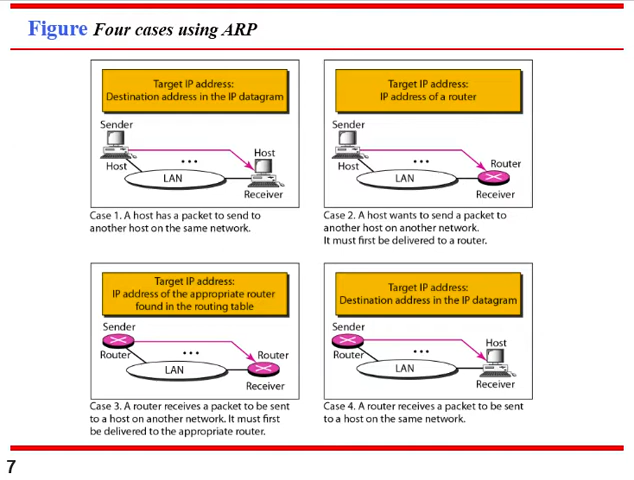 Figure Four cases using ARP
Target IP address:
Destination address in the IP datagram
Sender
Host
Host
LAN
Receiver
Case 1. A host has a packet to send to
another host on the same network.
Target IP address:
IP address of a router
Sender
Host
Router
LAN
Receiver
Case 2. A host wants to send a packet to
another host on another network.
It must first be delivered to a router.
Target IP address:
IP address of the appropriate router
found in the routing table
Sender
Router
Router
LAN
Receiver
Case 3. A router receives a packet to be sent
to a host on another network. It must first
be delivered to the appropriate router.
Target IP address:
Destination address in the IP datagram
Sender
Host
Router
LAN
Receiver
Case 4. A router receives a packet to be sent
to a host on the same network.
7